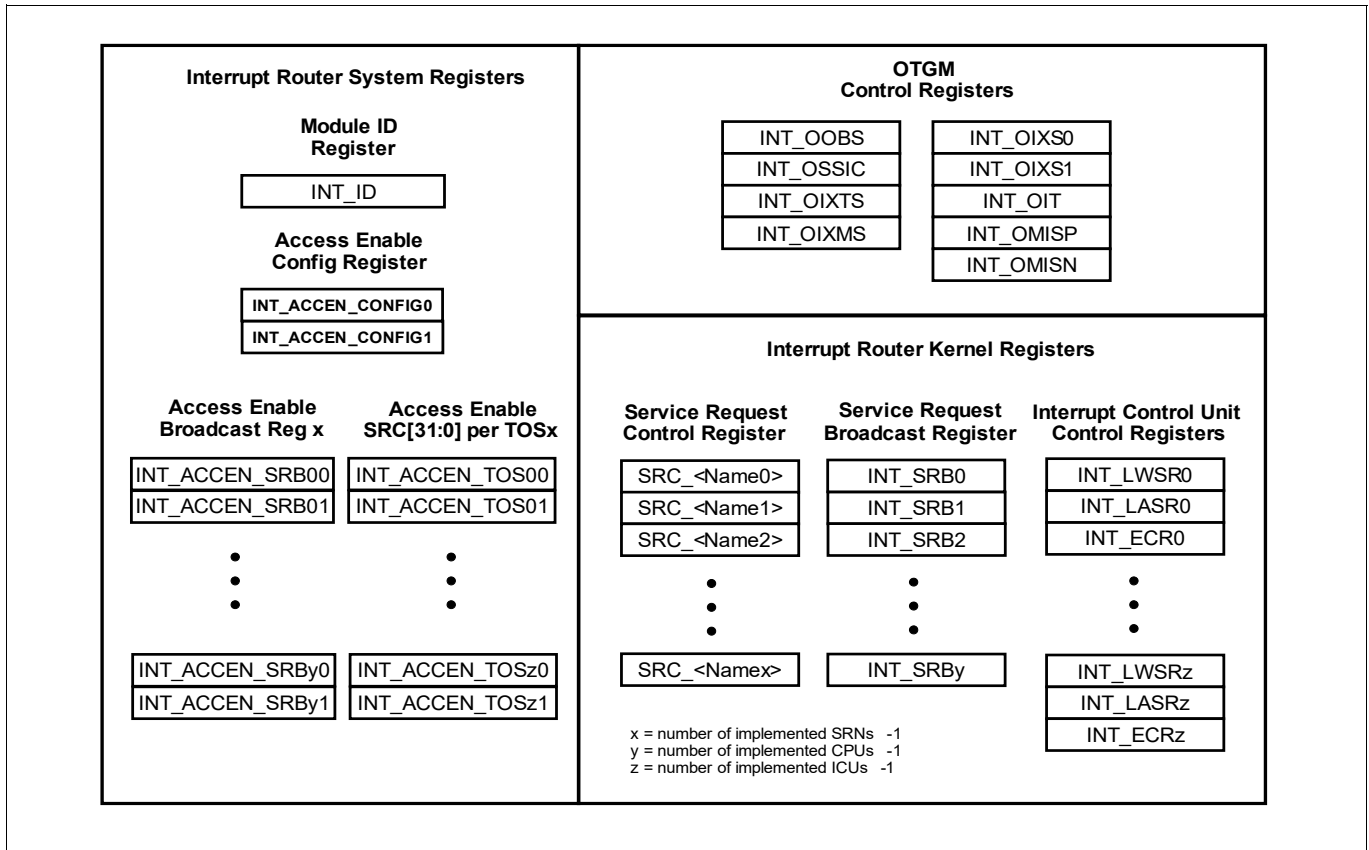 Interrupt Router System Registers
Module ID
Register
INT_ID
Access Enable
Config Register
INT_ACCEN_CONFIG0
INT_ACCEN_CONFIG1
Access Enable
Broadcast Reg x
INT_ACCEN_SRB00
INT_ACCEN_SRB01
INT_ACCEN_SRBy0
INT_ACCEN_SRBy1
Access Enable
SRC[31:0] per TOSx
INT_ACCEN_TOS00
INT_ACCEN_TOS01
INT_ACCEN_TOSz0
INT_ACCEN_TOSz1
OTGM
Control Registers
INT_OOBS
INT_OSSIC
INT_OIXTS
INT_OIXMS
INT_OIXS0
INT_OIXS1
INT_OIT
INT_OMISP
INT_OMISN
Interrupt Router Kernel Registers
Service Request
Control Register
SRC_<Name0>
SRC_<Name1>
SRC_<Name2>
SRC_<Namex>
Service Request
Broadcast Register
INT_SRB0
INT_SRB1
INT_SRB2
INT_SRBy
Interrupt Control Unit
Control Registers
INT_LWSR0
INT_LASR0
INT_ECR0
INT_LWSRz
INT_LASRz
INT_ECRz
x = number of implemented SRNs -1
y = number of implemented CPUs -1
z = number of implemented ICUs -1